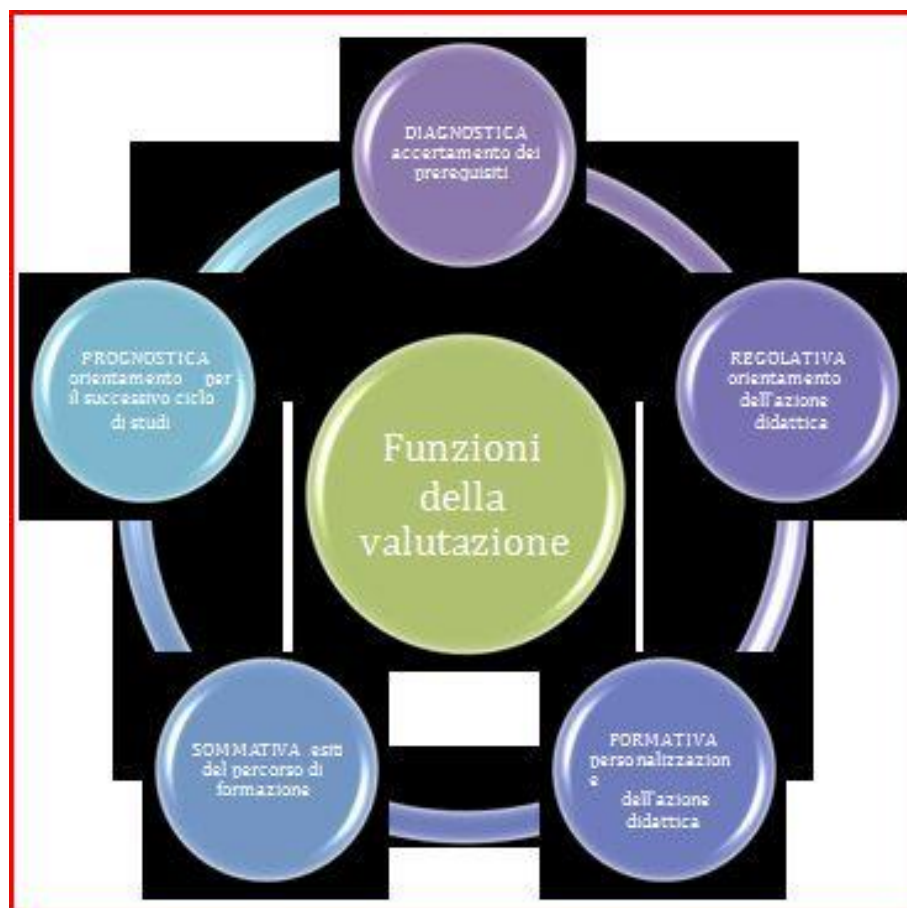 DIAGNOSTICA
accertamento dei
prerequisiti
PROGNOSTICA
orientamento per
il successivo ciclo
di studi
REGOLATIVA
orientamento
dell'azione
didattica
Funzioni
della
valutazione
SOMMATIVA esiti
del percorso di
formazione
FORMATIVA
personalizzazion
e
dell'azione
didattica